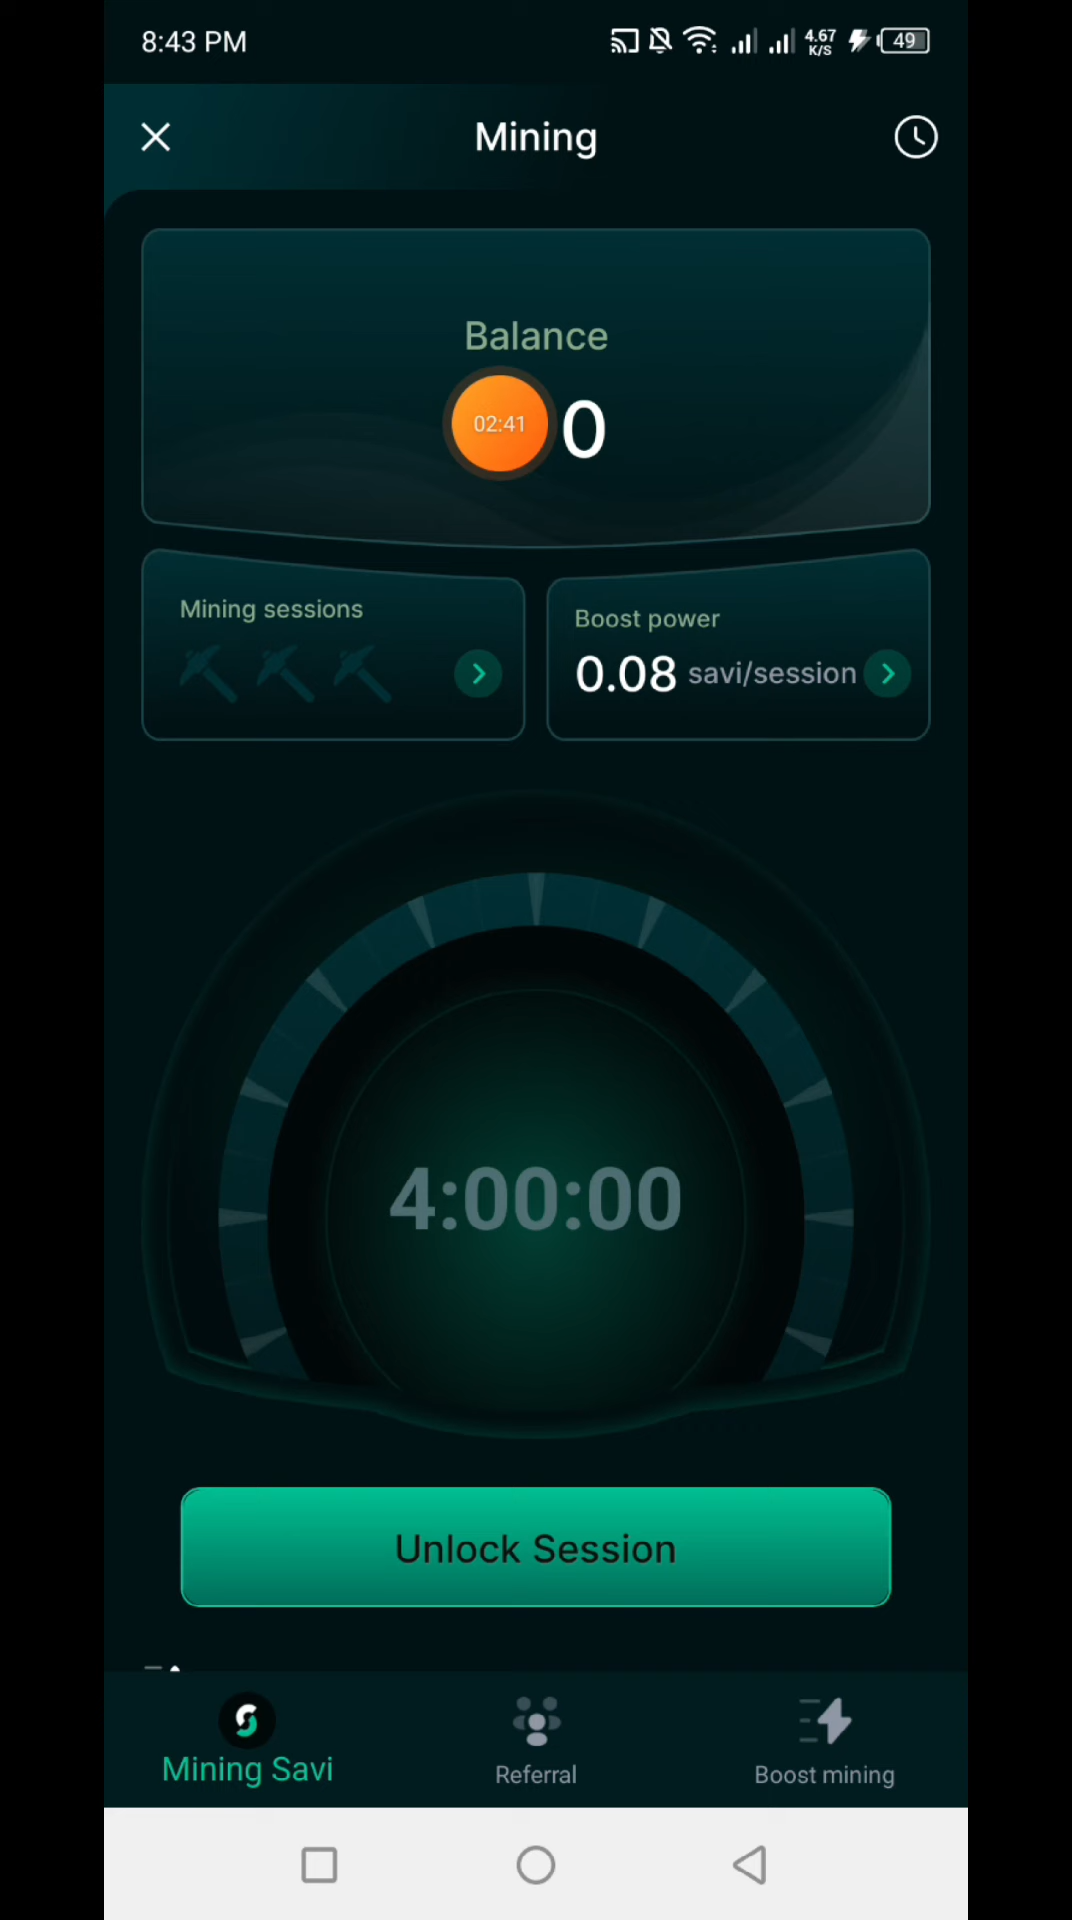 8:43 PM
4.67
K/S
49
Mining
Balance
02:41
0
Mining sessions
Boost power
0.08 savi/session
4:00:00
Unlock Session
Mining Savi
Referral
Boost mining